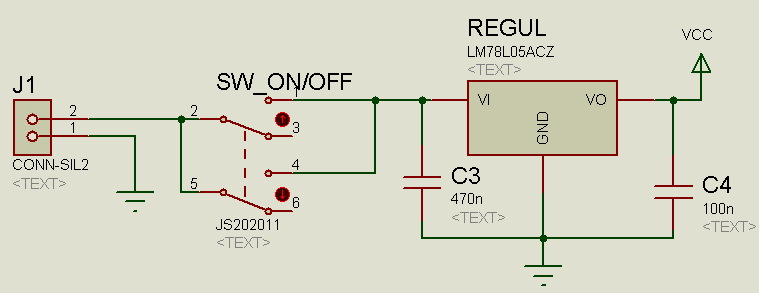 REGUL
LM78L05ACZ
<TEXT>
VCC
J1
SW_ON/OFF
1
VI
VO
GND
2
1
2
3
CONN-SIL2
<TEXT>
4
5
6
JS202011
<TEXT>
C3
470n
<TEXT>
C4
100n
<TEXT>